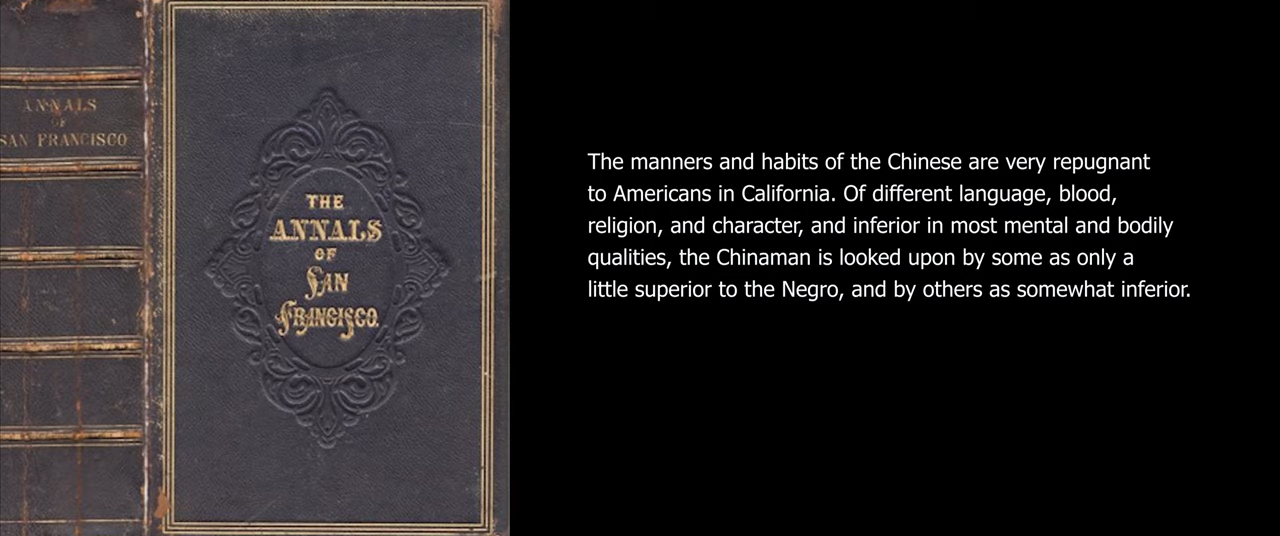 ANNALS
OF
SAN FRANCISCO
THE
ANNALS
OF
SAN
FRANCISCO.
The manners and habits of the Chinese are very repugnant
to Americans in California. Of different language, blood,
religion, and character, and inferior in most mental and bodily
qualities, the Chinaman is looked upon by some as only a
little superior to the Negro, and by others as somewhat inferior.